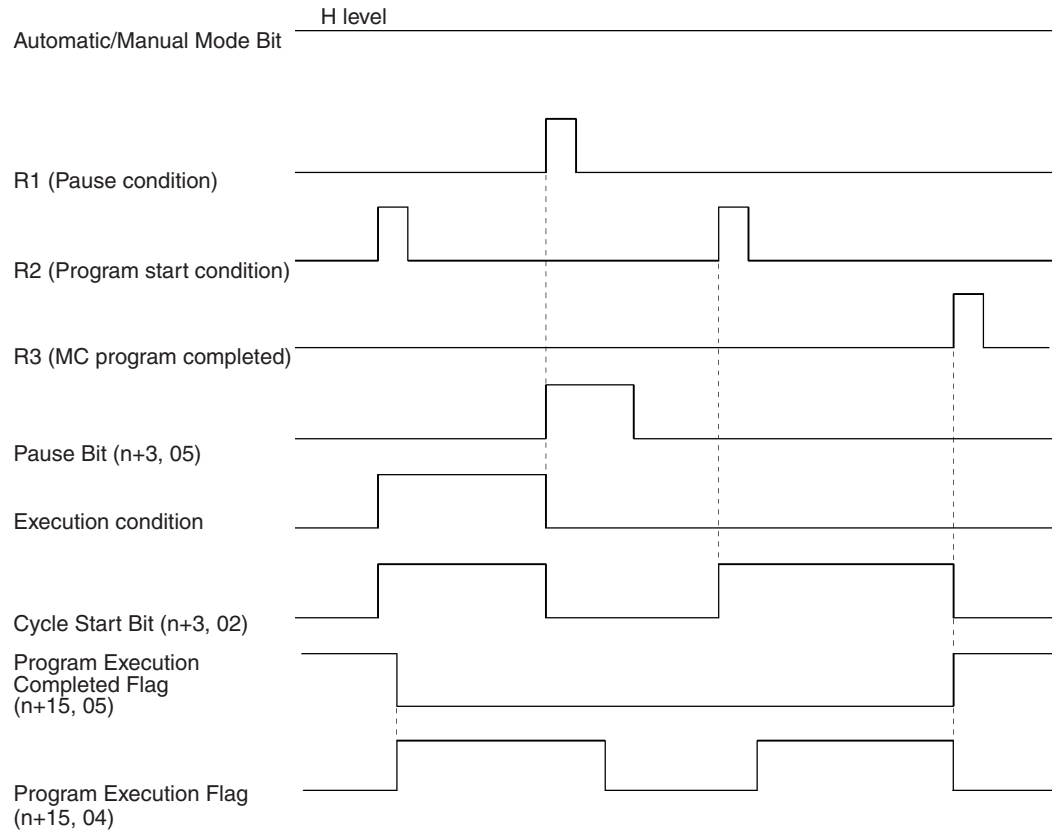 H level
Automatic/Manual Mode Bit
R1 (Pause condition)
R2 (Program start condition)
R3 (MC program completed)
Pause Bit (n+3, 05)
Execution condition
Cycle Start Bit (n+3, 02)
Program Execution
Completed Flag
(n+15, 05)
Program Execution Flag
(n+15, 04)